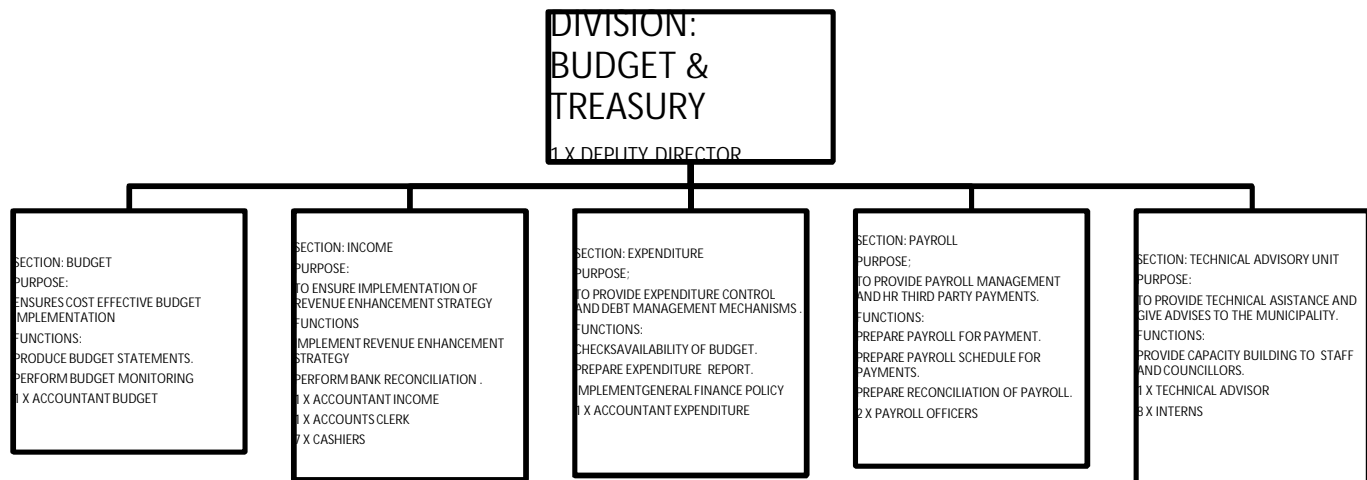 DIVISION:
BUDGET &
TREASURY
1 X DEPUTY DIRECTOR
SECTION: BUDGET
PURPOSE:
ENSURES COST EFFECTIVE BUDGET
IMPLEMENTATION
FUNCTIONS:
PRODUCE BUDGET STATEMENTS.
PERFORM BUDGET MONITORING
1 X ACCOUNTANT BUDGET
SECTION: INCOME
PURPOSE:
TO ENSURE IMPLEMENTATION OF
REVENUE ENHANCEMENT STRATEGY
FUNCTIONS
IMPLEMENT REVENUE ENHANCEMENT
STRATEGY
PERFORM BANK RECONCILIATION .
1 X ACCOUNTANT INCOME
1 X ACCOUNTS CLERK
7 X CASHIERS
SECTION: EXPENDITURE
PURPOSE;
TO PROVIDE EXPENDITURE CONTROL
AND DEBT MANAGEMENT MECHANISMS .
FUNCTIONS:
CHECKS AVAILABILITY OF BUDGET.
PREPARE EXPENDITURE REPORT.
IMPLEMENT GENERAL FINANCE POLICY
1 X ACCOUNTANT EXPENDITURE
SECTION: PAYROLL
PURPOSE;
TO PROVIDE PAYROLL MANAGEMENT
AND HR THIRD PARTY PAYMENTS.
FUNCTIONS:
PREPARE PAYROLL FOR PAYMENT.
PREPARE PAYROLL SCHEDULE FOR
PAYMENTS.
PREPARE RECONCILIATION OF PAYROLL.
2 X PAYROLL OFFICERS
SECTION: TECHNICAL ADVISORY UNIT
PURPOSE:
TO PROVIDE TECHNICAL ASISTANCE AND
GIVE ADVISES TO THE MUNICIPALITY.
FUNCTIONS:
PROVIDE CAPACITY BUILDING TO STAFF
AND COUNCILLORS.
1 X TECHNICAL ADVISOR
X INTERNS